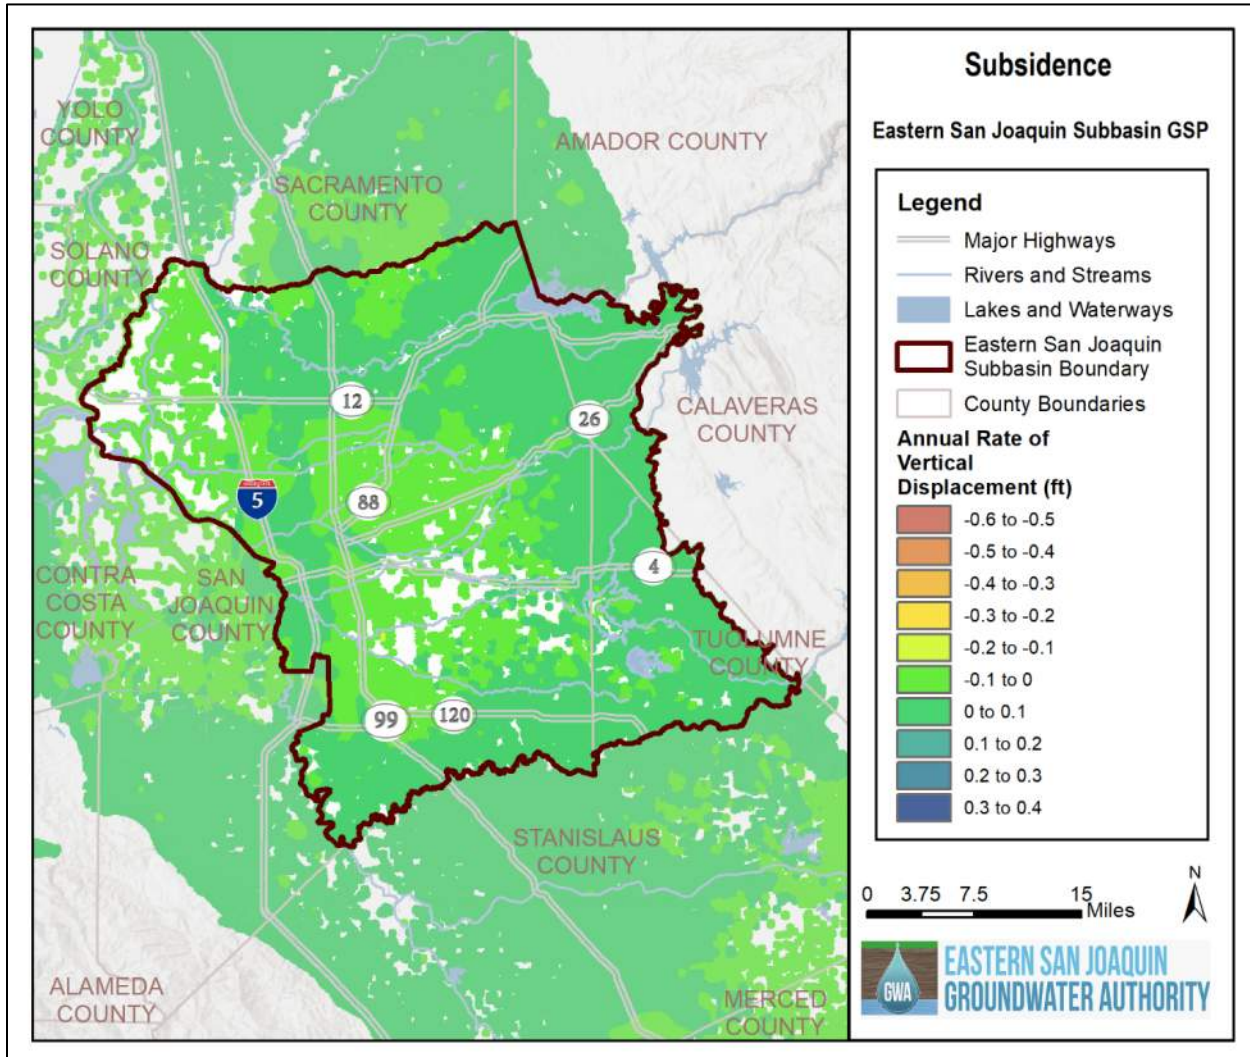 YOLO
COUNTY
AMADOR COUNTY
SACRAMENTO
COUNTY
SOLANO
COUNTY
12
26
CALAVERAS
COUNTY
5
88
4
CONTRA
COSTA
COUNTY
SAN
JOAQUIN
COUNTY
TUOLUMNE
COUNTY
99
120
STANISLAUS
COUNTY
ALAMEDA
COUNTY
MERCED
COUNTY
Subsidence
Eastern San Joaquin Subbasin GSP
Legend
Major Highways
Rivers and Streams
Lakes and Waterways
Eastern San Joaquin
Subbasin Boundary
County Boundaries
Annual Rate of
Vertical
Displacement (ft)
-0.6 to -0.5
-0.5 to -0.4
-0.4 to -0.3
-0.3 to -0.2
-0.2 to -0.1
-0.1 to 0
0 to 0.1
0.1 to 0.2
0.2 to 0.3
0.3 to 0.4
N
0 3.75 7.5 15
Miles
GWA
EASTERN SAN JOAQUIN
GROUNDWATER AUTHORITY